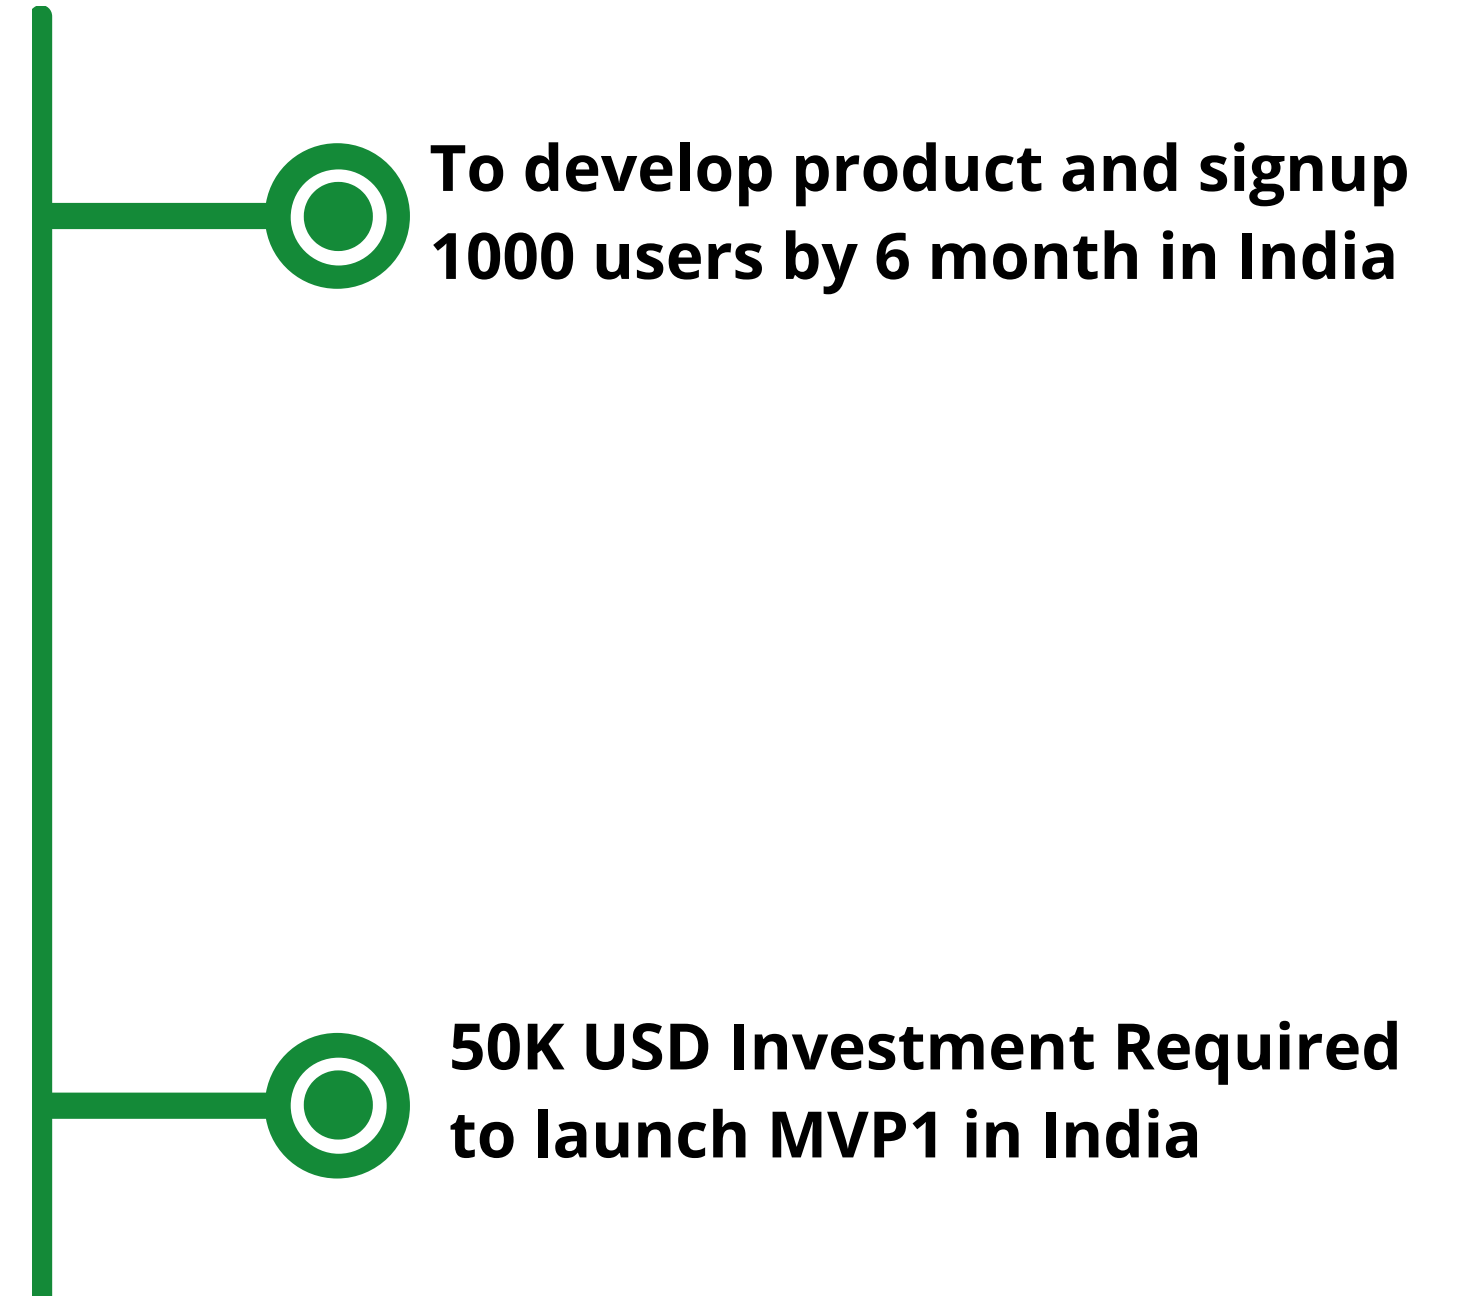 To develop product and signup
1000 users by 6 month in India
50K USD Investment Required
to launch MVP1 in India